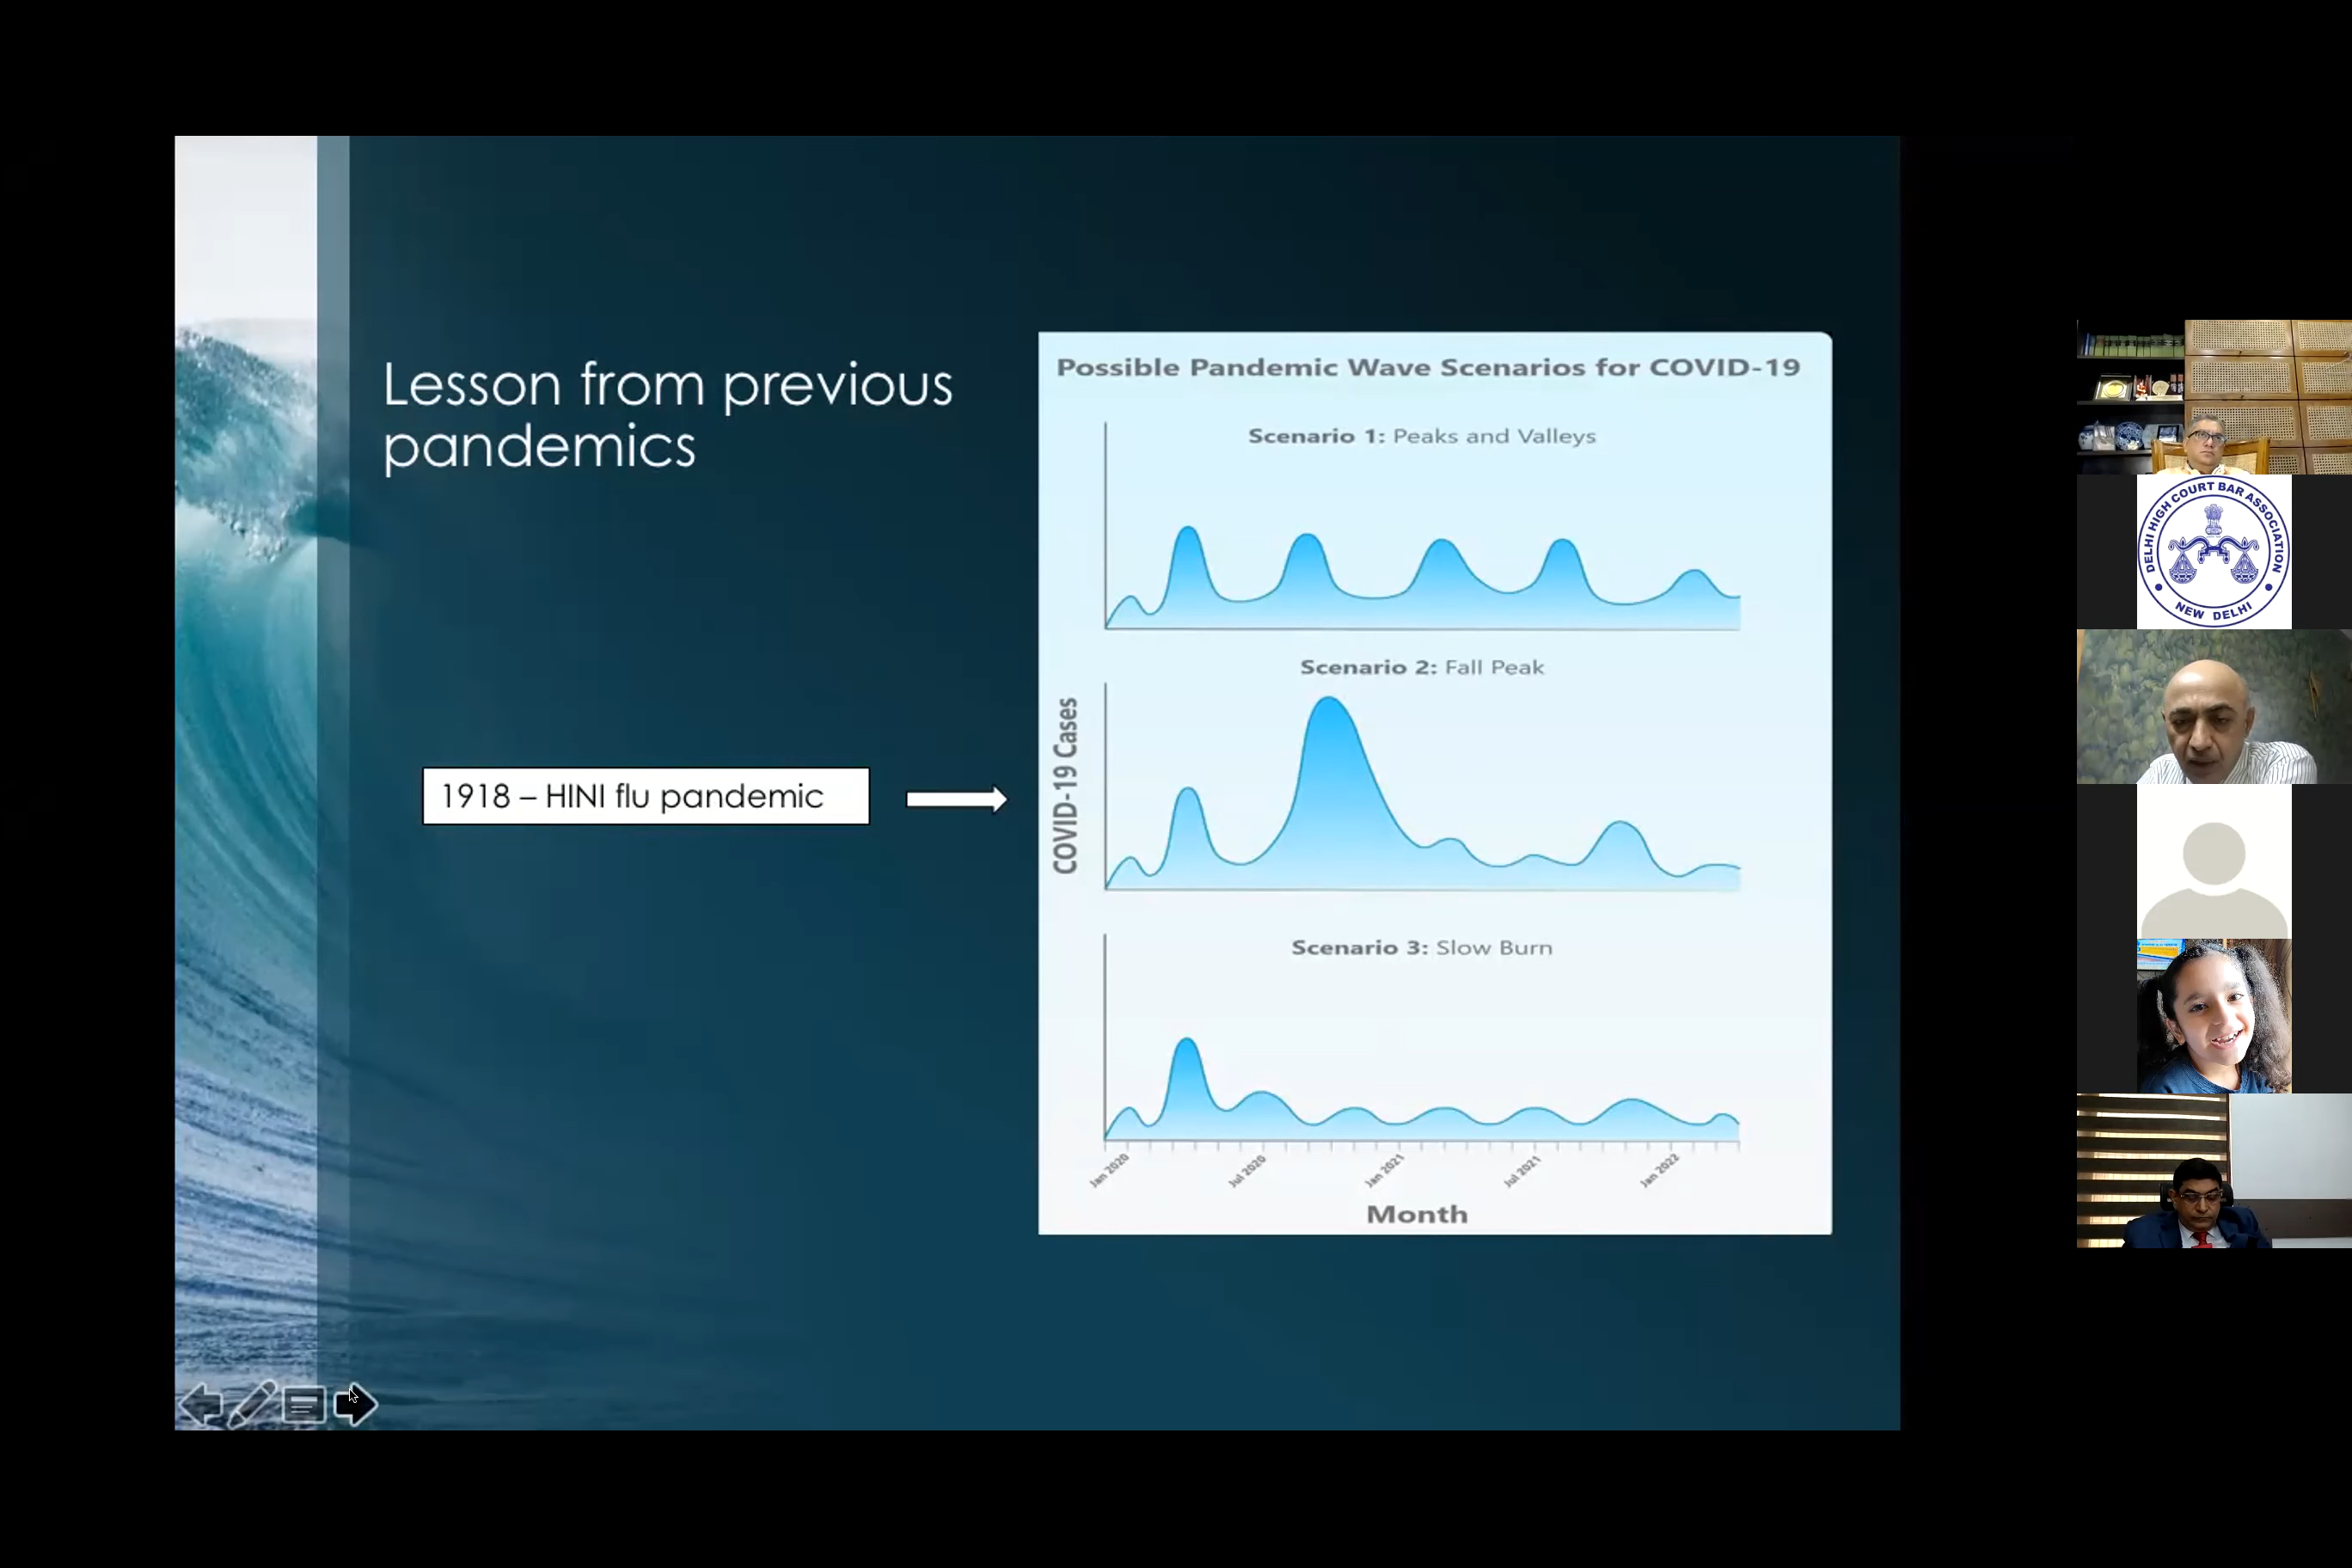 Lesson from previous
pandemics
1918 – HINI flu pandemic
Possible Pandemic Wave Scenarios for COVID-19
Scenario 1: Peaks and Valleys
Scenario 2: Fall Peak
COVID-19 Cases
Scenario 3: Slow Burn
Jan 2020
Jul 2020
Jan 2021
Jul 2021
Jan 2022
Month
DELHI HIGH COURT BAR ASSOCIATION
NEW DELHI